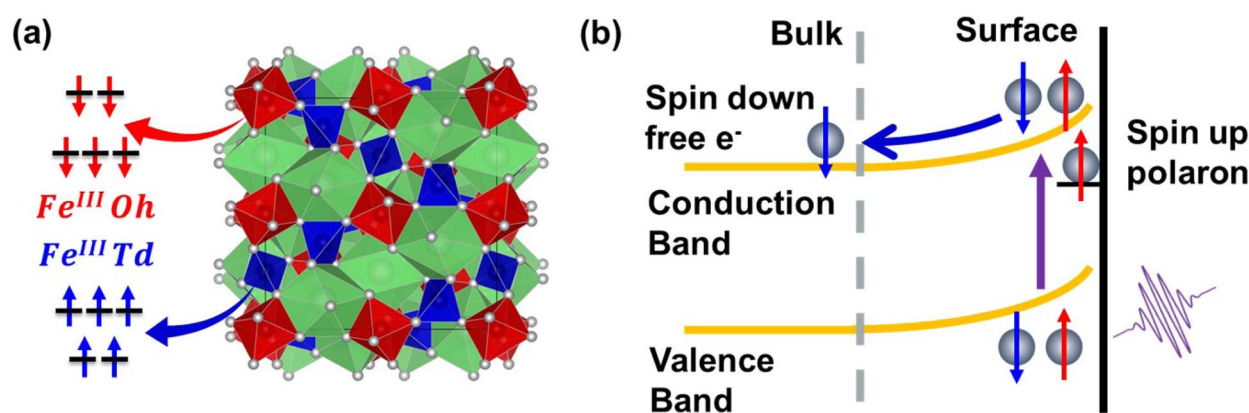 (a)
Fe^III Oh
Fe^III Td
(b)
Bulk
Surface
Spin down
free e⁻
Spin up
polaron
Conduction
Band
Valence
Band